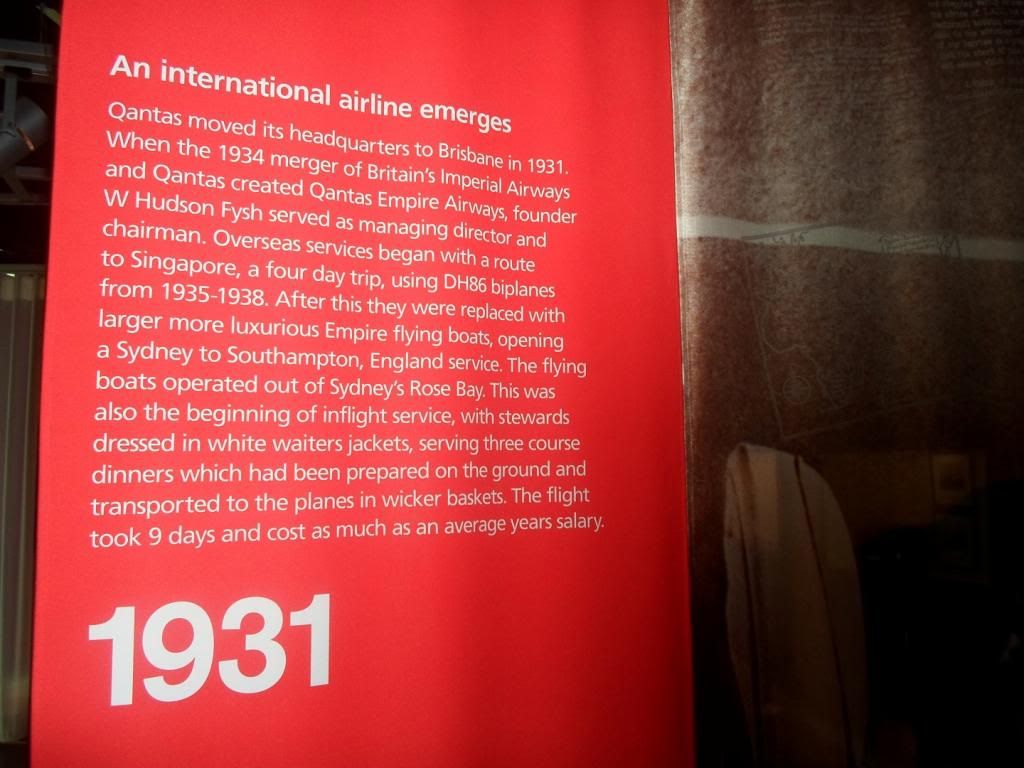 An international airline emerges
Qantas moved its headquarters to Brisbane in 1931.
When the 1934 merger of Britain's Imperial Airways
and Qantas created Qantas Empire Airways, founder
W Hudson Fysh served as managing director and
chairman. Overseas services began with a route
to Singapore, a four day trip, using DH86 biplanes
from 1935-1938. After this they were replaced with
larger more luxurious Empire flying boats, opening
a Sydney to Southampton, England service. The flying
boats operated out of Sydney's Rose Bay. This was
also the beginning of inflight service, with stewards
dressed in white waiters jackets, serving three course
dinners which had been prepared on the ground and
transported to the planes in wicker baskets. The flight
took 9 days and cost as much as an average years salary.
1931